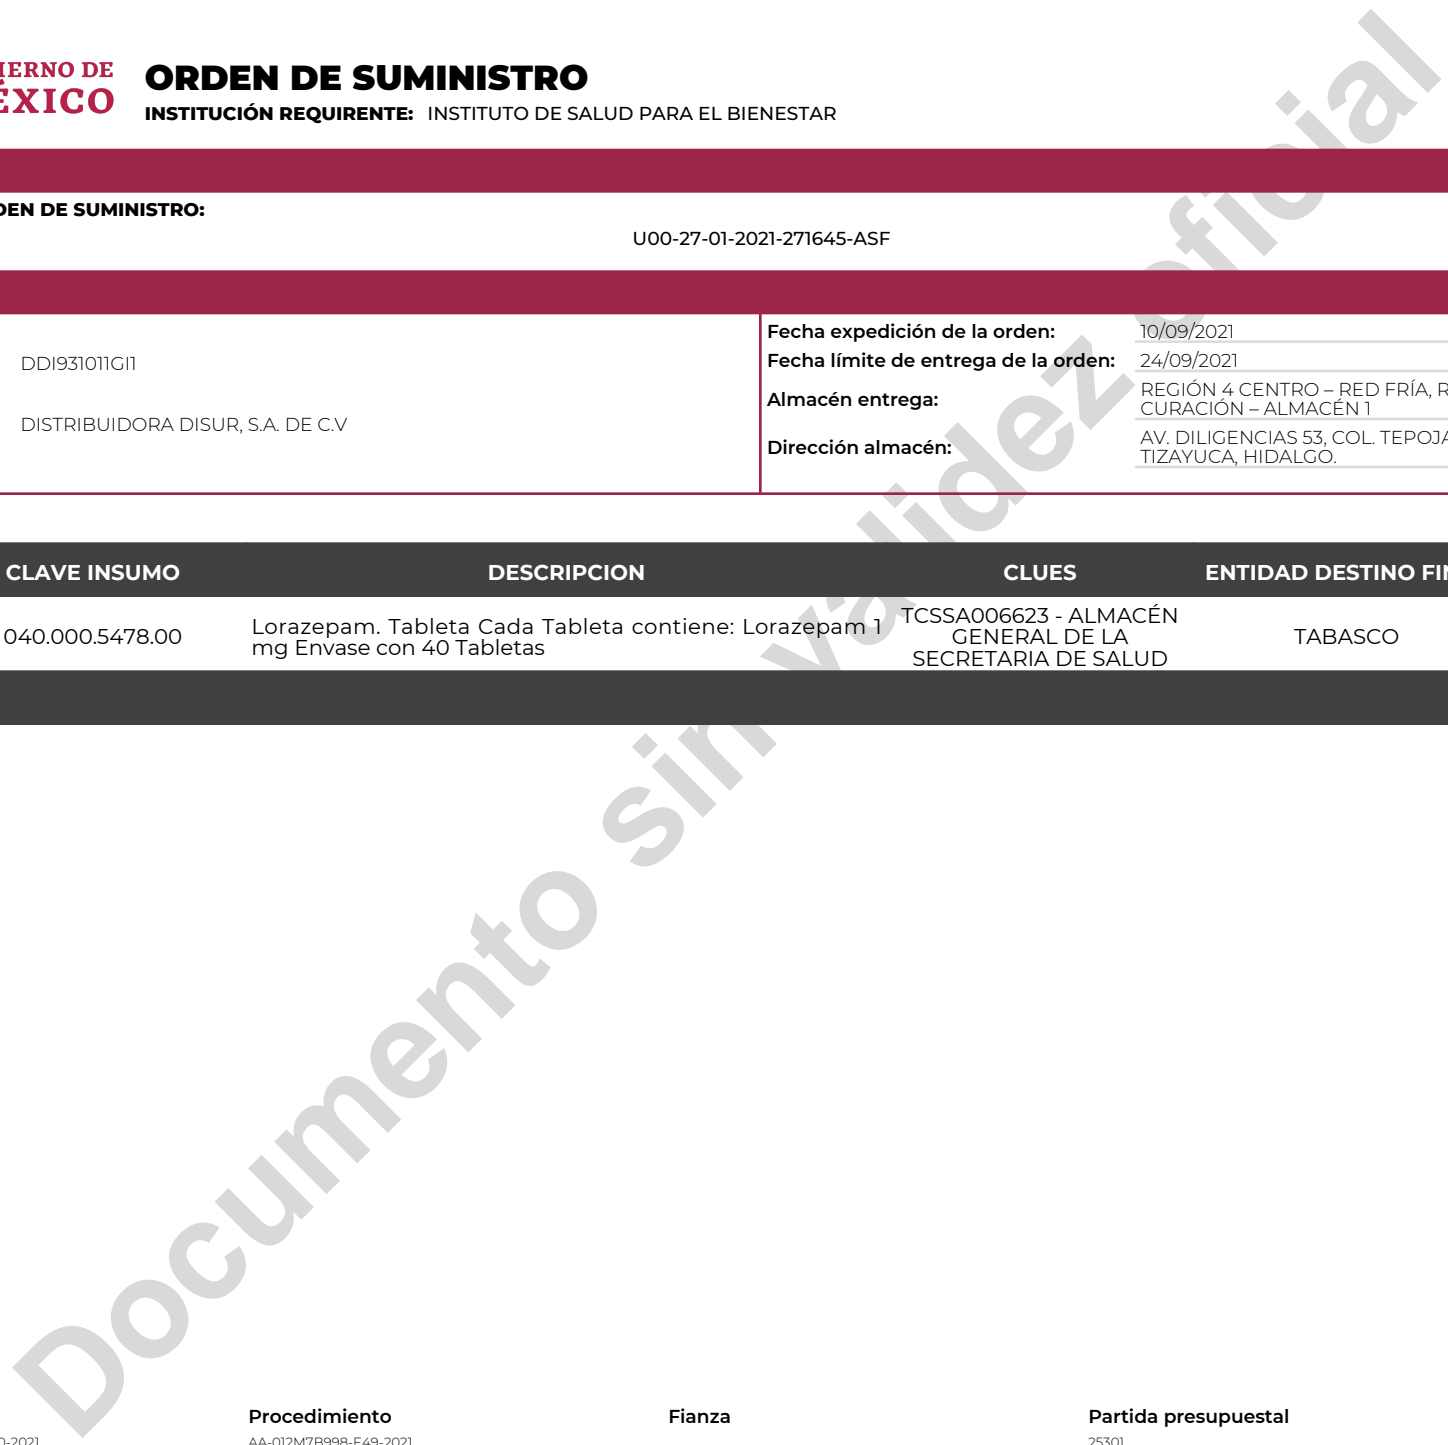 ORDEN DE SUMINISTRO
INSTITUCIÓN REQUIRENTE: INSTITUTO DE SALUD PARA EL BIENESTAR
DE
DE SUMINISTRO:
U00-27-01-2021-271645-ASF
DDI931011GI1
DISTRIBUIDORA DISUR, S.A. DE C.V
Fecha expedición de la orden: 10/09/2021
Fecha límite de entrega de la orden: 24/09/2021
Almacén entrega: REGIÓN 4 CENTRO – RED FRÍA,
CURACIÓN – ALMACÉN 1
Dirección almacén: AV. DILIGENCIAS 53, COL.
TIZAYUCA, HIDALGO.
CLAVE INSUMO DESCRIPCION CLUES ENTIDAD DESTINO
040.000.5478.00 Lorazepam. Tableta Cada Tableta contiene: Lorazepam 1
mg Envase con 40 Tabletas
TCSSA006623 - ALMACÉN
GENERAL DE LA
SECRETARIA DE SALUD
TABASCO
Documento sin validez oficial
Procedimiento Fianza Partida presupuestal
AA-012M7B998-E49-2021 25301